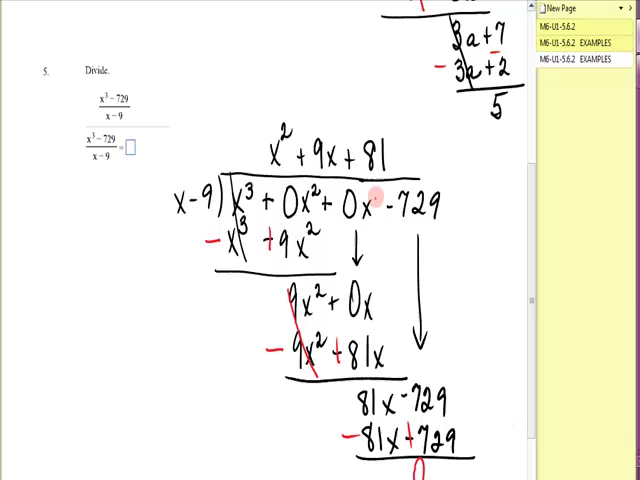 3a + 7
- 3a + 2
5
5. Divide.
x³ – 729
x – 9
x³ – 729
x – 9 = 
x² + 9x + 81
x - 9 ) x³ + 0x² + 0x - 729
- x³ + 9x²
9x² + 0x
- 9x² + 81x
81x - 729
- 81x + 729
0
New Page
M6-U1-5.6.2
M6-U1-5.6.2 EXAMPLES
M6-U1-5.6.2 EXAMPLES